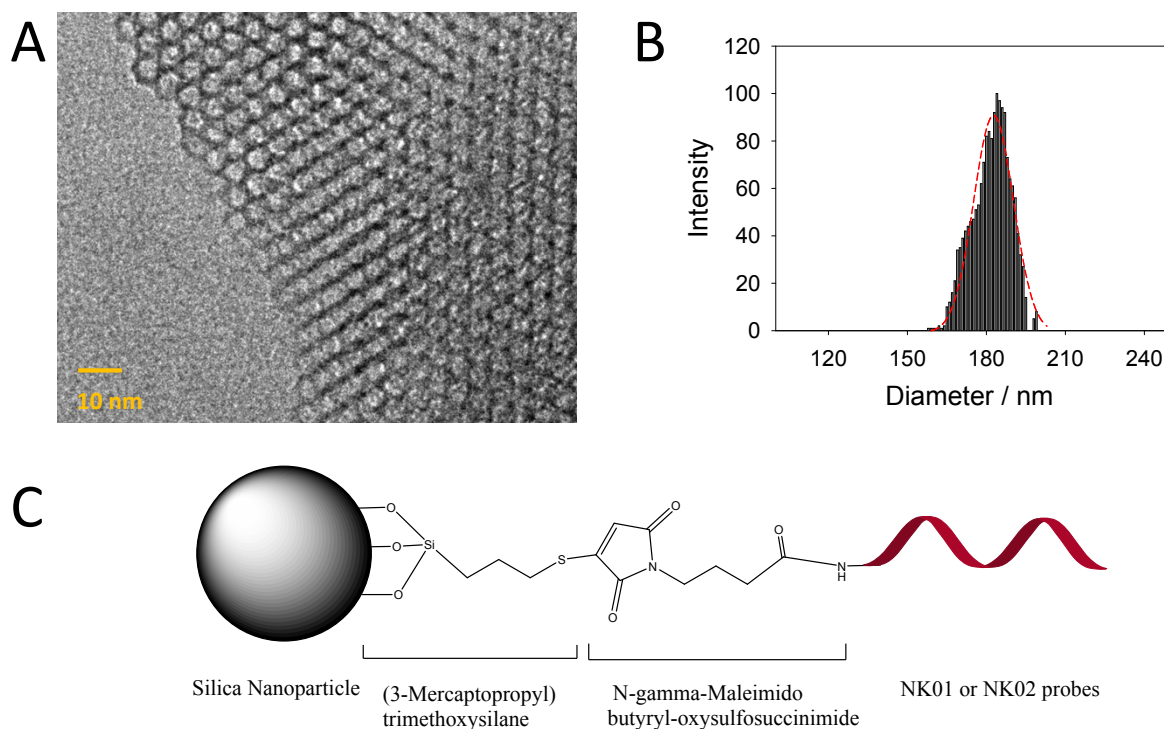 A
10 nm
B
120
100
80
60
40
20
0
Intensity
120
150
180
210
240
Diameter / nm
C
O
O
O
Si
S
O
O
N
O
N
H
Silica Nanoparticle
(3-Mercaptopropyl)
trimethoxysilane
N-gamma-Maleimido
butyryl-oxysulfosuccinimide
NK01 or NK02 probes